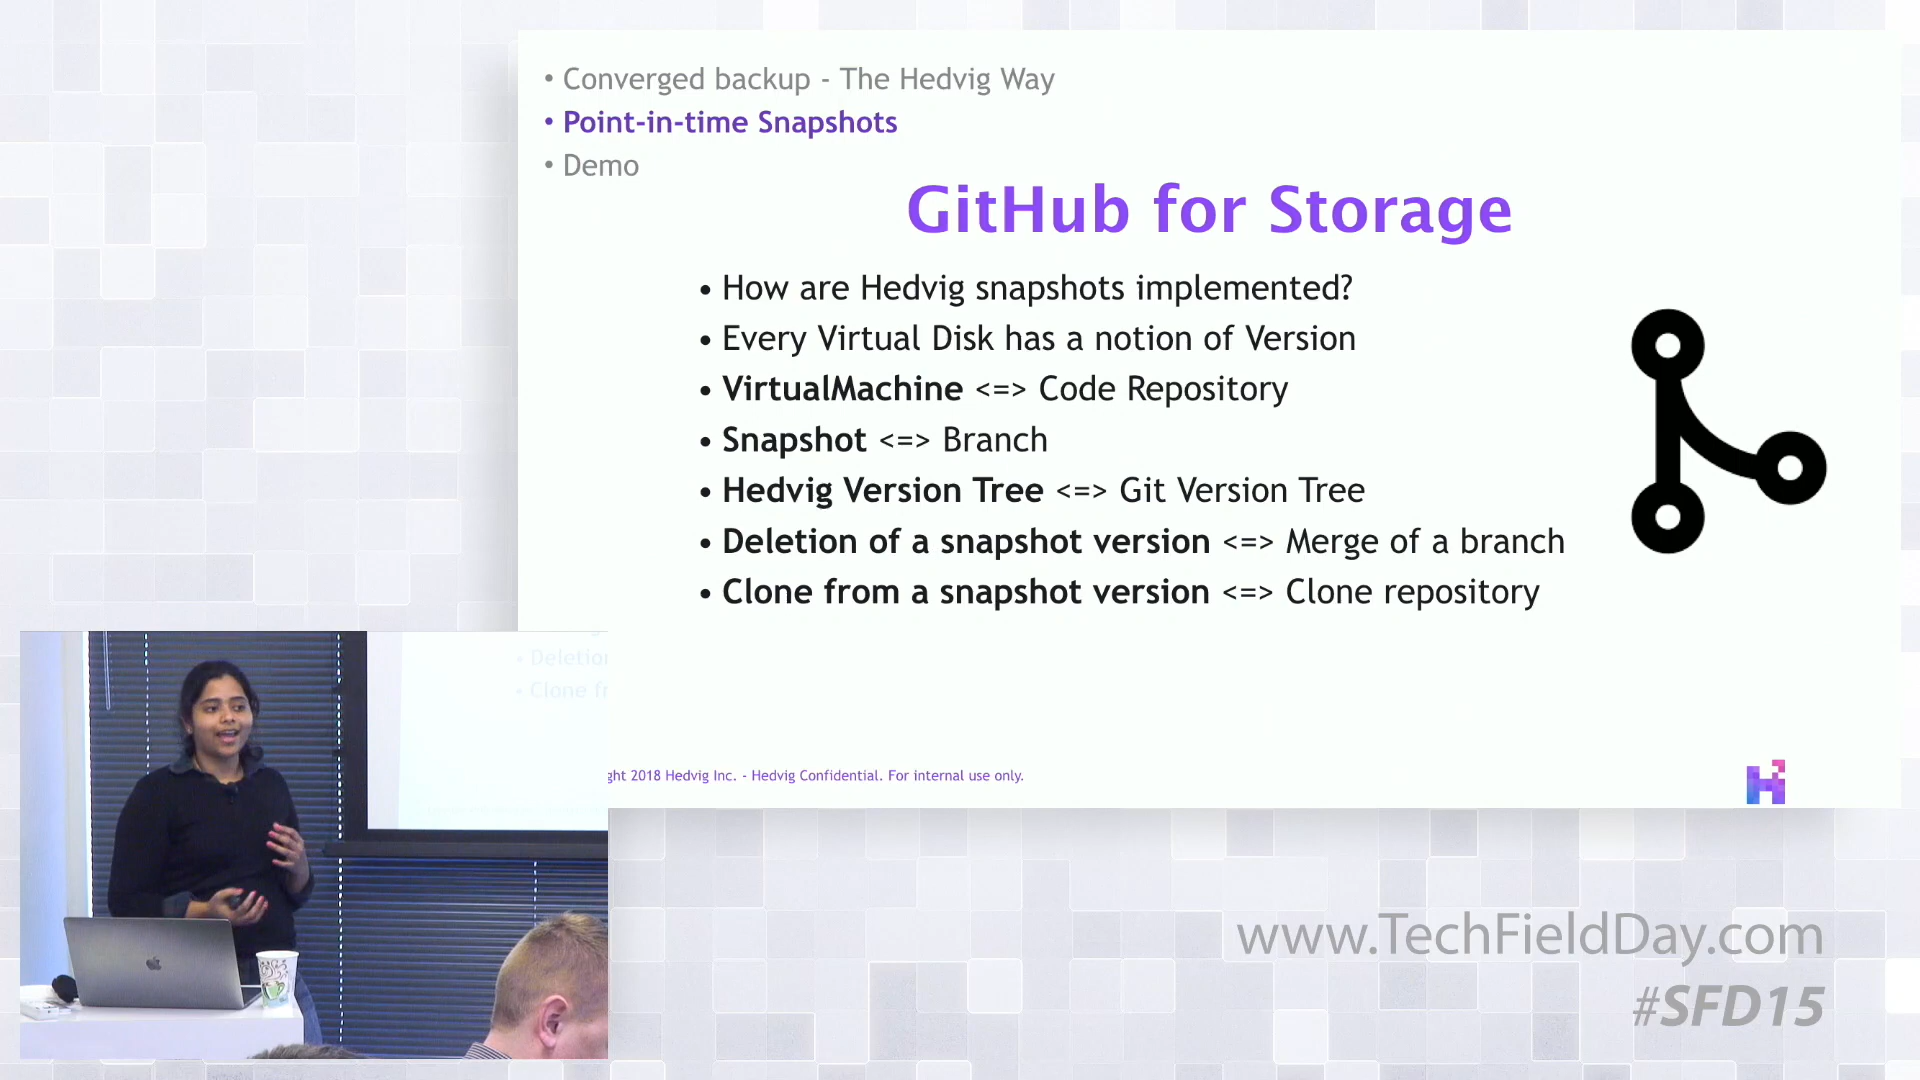 • Converged backup - The Hedvig Way
• Point-in-time Snapshots
• Demo
GitHub for Storage
• How are Hedvig snapshots implemented?
• Every Virtual Disk has a notion of Version
• VirtualMachine <=> Code Repository
• Snapshot <=> Branch
• Hedvig Version Tree <=> Git Version Tree
• Deletion of a snapshot version <=> Merge of a branch
• Clone from a snapshot version <=> Clone repository
• Deletion
• Clone fr
ght 2018 Hedvig Inc. - Hedvig Confidential. For internal use only.
www.TechFieldDay.com
#SFD15